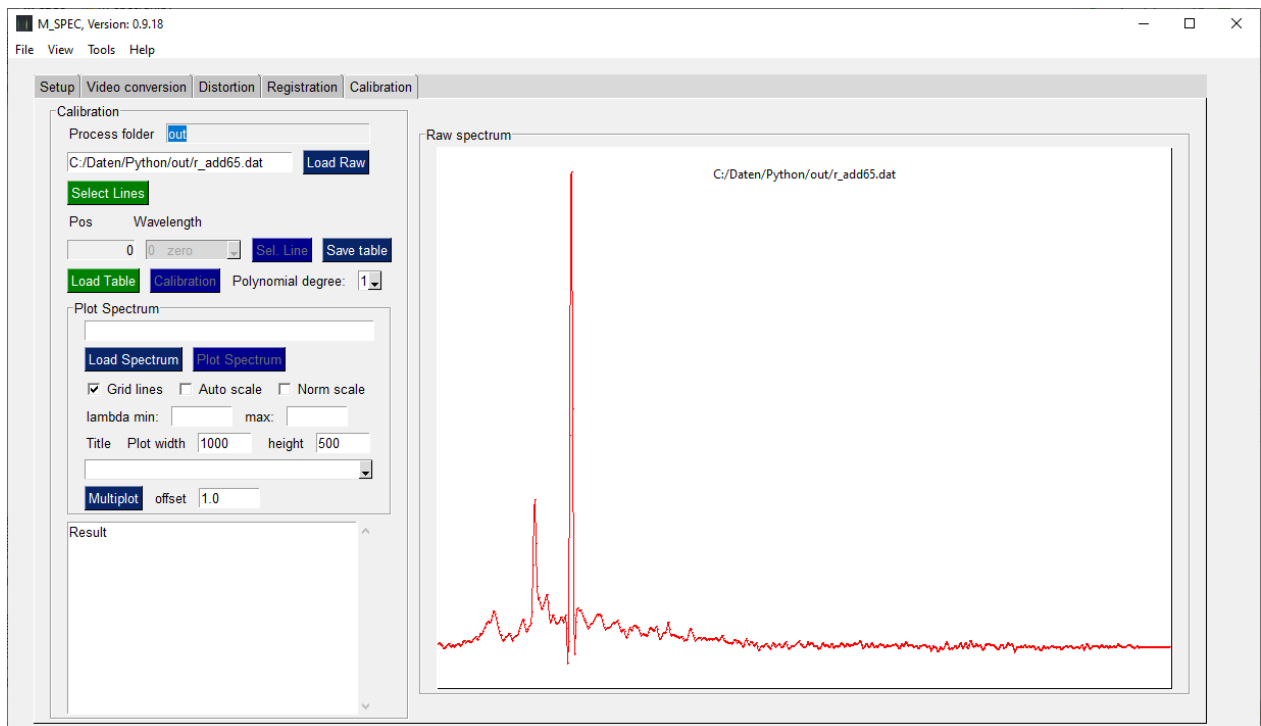 M_SPEC, Version: 0.9.18
File View Tools Help
Setup Video conversion Distortion Registration Calibration
Calibration
Process folder out
C:/Daten/Python/out/r_add65.dat Load Raw
Select Lines
Pos Wavelength
0 0 zero Sel. Line Save table
Load Table Calibration Polynomial degree: 1
Plot Spectrum
Load Spectrum Plot Spectrum
Grid lines Auto scale Norm scale
lambda min: max:
Title Plot width 1000 height 500
Multiplot offset 1.0
Result
Raw spectrum
C:/Daten/Python/out/r_add65.dat